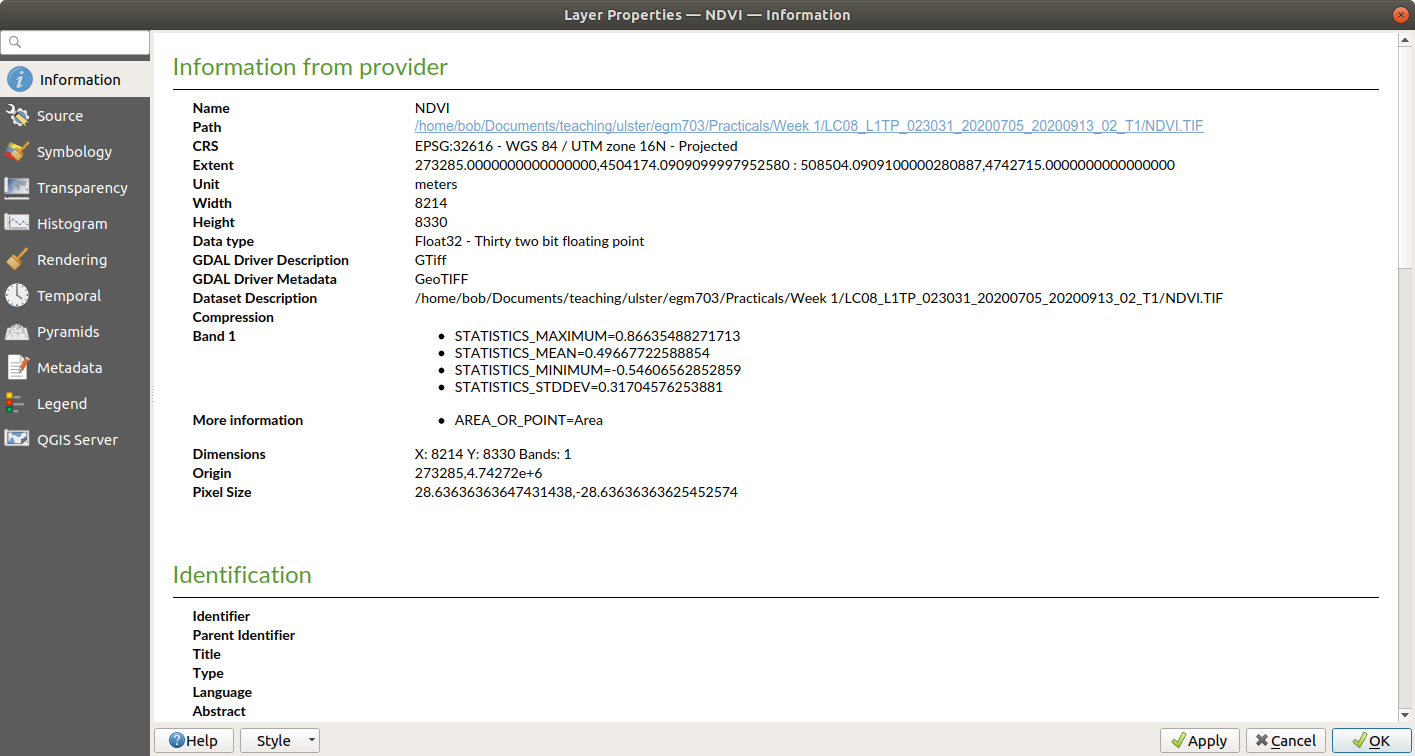 Layer Properties — NDVI — Information
Information
Source
Symbology
Transparency
Histogram
Rendering
Temporal
Pyramids
Metadata
Legend
QGIS Server
Information from provider
Name NDVI
Path /home/bob/Documents/teaching/ulster/egm703/Practicals/Week 1/LC08_L1TP_023031_20200705_20200913_02_T1/NDVI.TIF
CRS EPSG:32616 - WGS 84 / UTM zone 16N - Projected
Extent 273285.0000000000000000,4504174.0909099997952580 : 508504.0909100000280887,4742715.0000000000000000
Unit meters
Width 8214
Height 8330
Data type Float32 - Thirty two bit floating point
GDAL Driver Description GTiff
GDAL Driver Metadata GeoTIFF
Dataset Description /home/bob/Documents/teaching/ulster/egm703/Practicals/Week 1/LC08_L1TP_023031_20200705_20200913_02_T1/NDVI.TIF
Compression
Band 1 • STATISTICS_MAXIMUM=0.86635488271713
• STATISTICS_MEAN=0.49667722588854
• STATISTICS_MINIMUM=-0.54606562852859
• STATISTICS_STDDEV=0.31704576253881
More information • AREA_OR_POINT=Area
Dimensions X: 8214 Y: 8330 Bands: 1
Origin 273285,4.74272e+6
Pixel Size 28.63636363647431438,-28.63636363625452574
Identification
Identifier
Parent Identifier
Title
Type
Language
Abstract
Help Style Apply Cancel OK